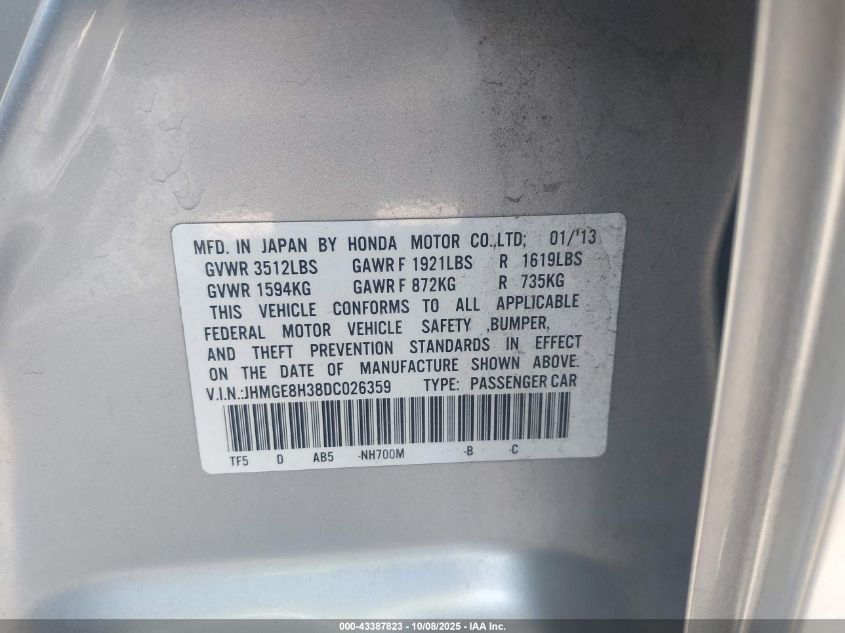 MFD. IN JAPAN BY HONDA MOTOR CO.,LTD; 01/'13
GVWR 3512LBS GAWR F 1921LBS R 1619LBS
GVWR 1594KG GAWR F 872KG R 735KG
THIS VEHICLE CONFORMS TO ALL APPLICABLE
FEDERAL MOTOR VEHICLE SAFETY ,BUMPER,
AND THEFT PREVENTION STANDARDS IN EFFECT
ON THE DATE OF MANUFACTURE SHOWN ABOVE.
V.I.N.:JHMGE8H38DC026359 TYPE: PASSENGER CAR
TF5 D AB5 -NH700M -B -C
000-43387823 - 10/08/2025 - IAA Inc.